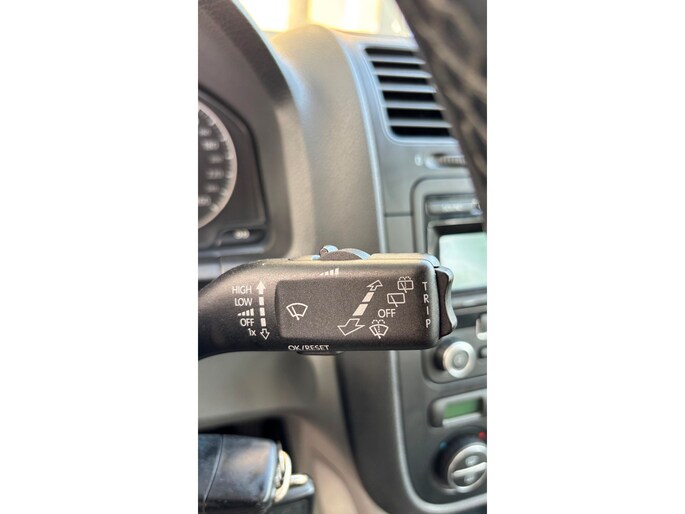 HIGH
LOW
OFF
1x
OFF
TRIP
OK/RESET